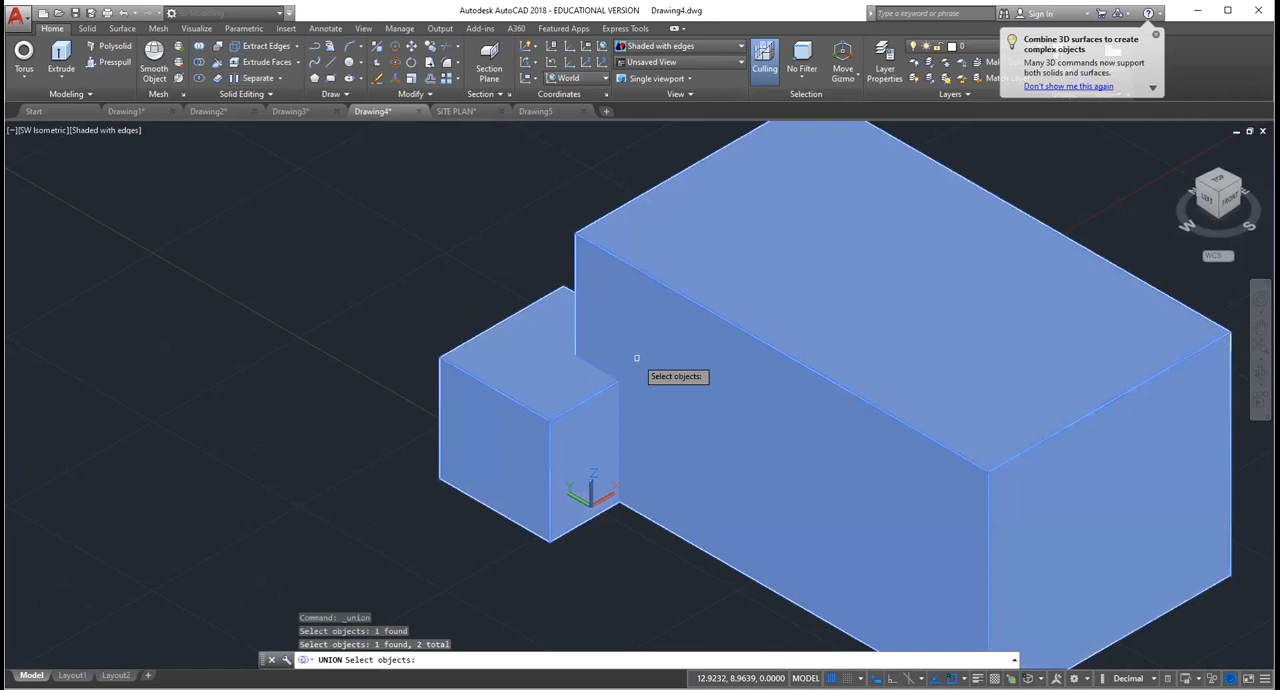 Autodesk AutoCAD 2018 - EDUCATIONAL VERSION Drawing4.dwg
Type a keyword or phrase
Sign In
Home Solid Surface Mesh Visualize Parametric Insert Annotate View Manage Output Add-ins A360 Featured Apps Express Tools
Torus
Extrude
Polysolid
Presspull
Modeling
Smooth
Object
Mesh
Extract Edges
Extrude Faces
Separate
Solid Editing
Draw
Modify
Section
Plane
Section
World
Coordinates
Shaded with edges
Unsaved View
Single viewport
View
Culling
No Filter
Move
Gizmo
Selection
Layer
Properties
0
Layers
Combine 3D surfaces to create
complex objects
Many 3D commands now support
both solids and surfaces.
Don't show me this again
Start Drawing1* Drawing2* Drawing3* Drawing4* SITE PLAN* Drawing5
[−][SW Isometric][Shaded with edges]
TOP
LEFT
FRONT
W
S
WCS
Select objects:
Z
Y
X
Command: _union
Select objects: 1 found
Select objects: 1 found, 2 total
UNION Select objects:
Model Layout1 Layout2
12.9232, 8.9639, 0.0000 MODEL
Decimal